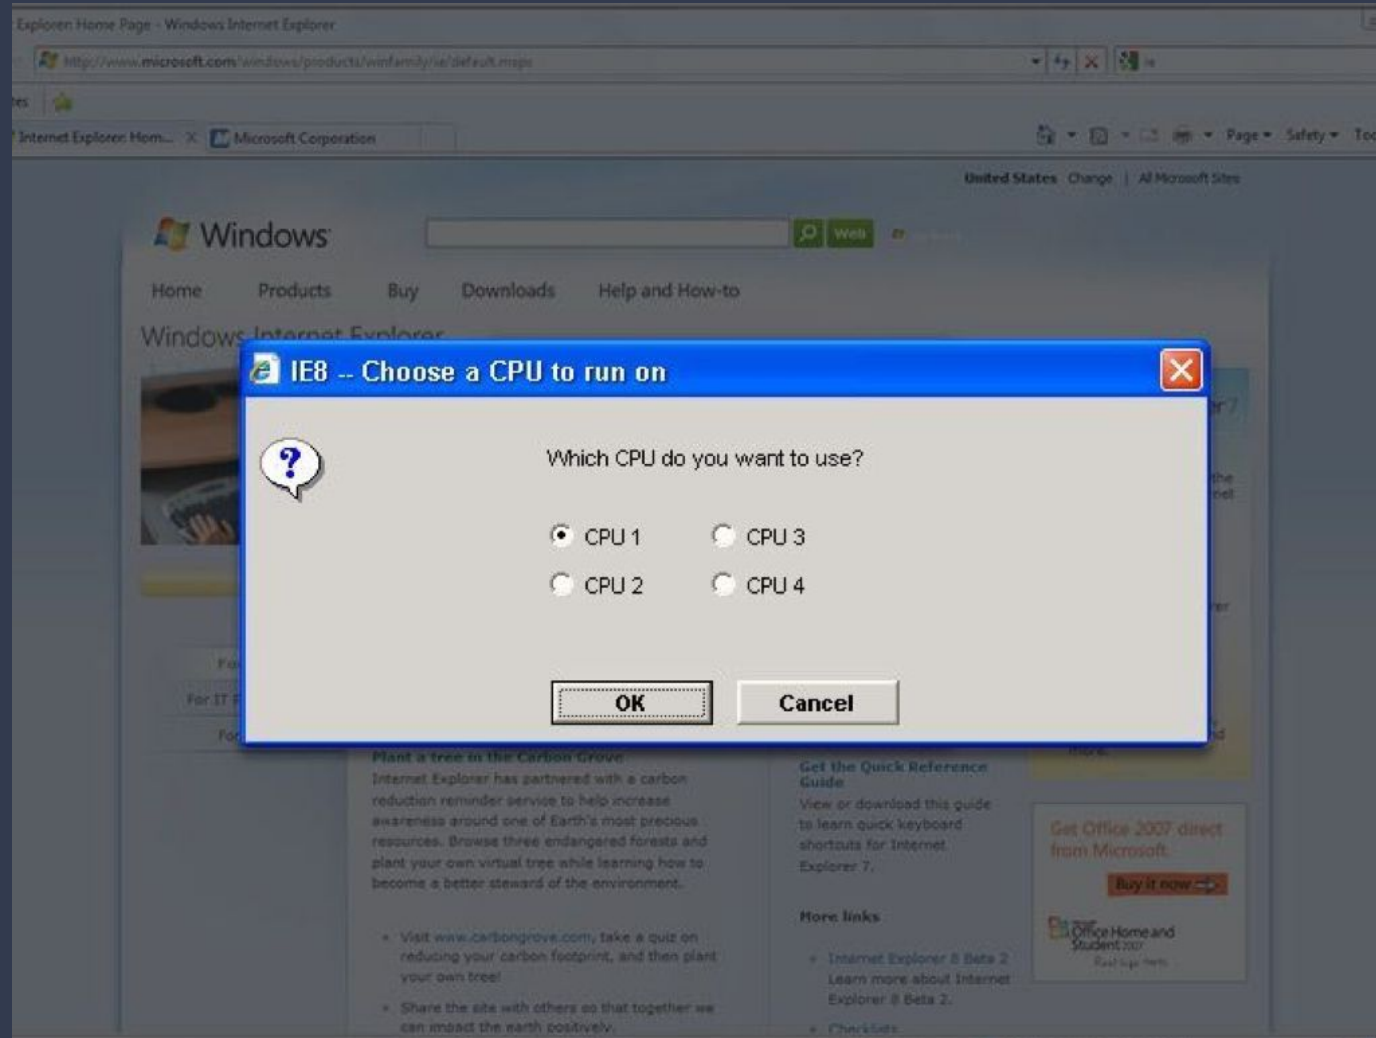 Explorer: Home Page - Windows Internet Explorer
http://www.microsoft.com/windows/products/winfamily/ie/default.mspx
ie
Internet Explorer: Hom... X Microsoft Corporation
Page Safety Too
United States Change | All Microsoft Sites
Windows Web
Home Products Buy Downloads Help and How-to
Windows Internet Explorer
IE8 -- Choose a CPU to run on
Which CPU do you want to use?
CPU 1 CPU 3
CPU 2 CPU 4
OK Cancel
For IT
Plant a tree in the Carbon Grove
Internet Explorer has partnered with a carbon
reduction reminder service to help increase
awareness around one of Earth's most precious
resources. Browse three endangered forests and
plant your own virtual tree while learning how to
become a better steward of the environment.
Visit www.carbongrove.com, take a quiz on
reducing your carbon footprint, and then plant
your own tree!
Share the site with others so that together we
can impact the earth positively.
more.
Get the Quick Reference
Guide
View or download this guide
to learn quick keyboard
shortcuts for Internet
Explorer 7.
More links
Internet Explorer 8 Beta 2
Learn more about Internet
Explorer 8 Beta 2.
Checklists
Get Office 2007 direct
from Microsoft.
Buy it now
Office Home and
Student 2007